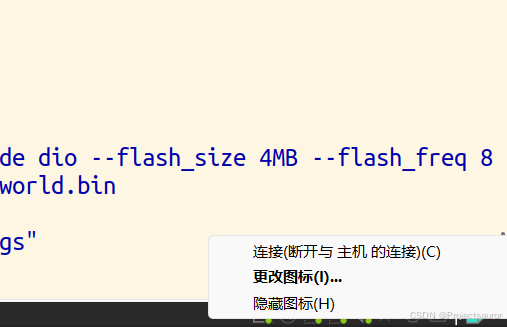 de dio --flash_size 4MB --flash_freq 8
world.bin
gs"
连接(断开与 主机 的连接)(C)
更改图标(I)...
隐藏图标(H)
CSDN @Projectsauror